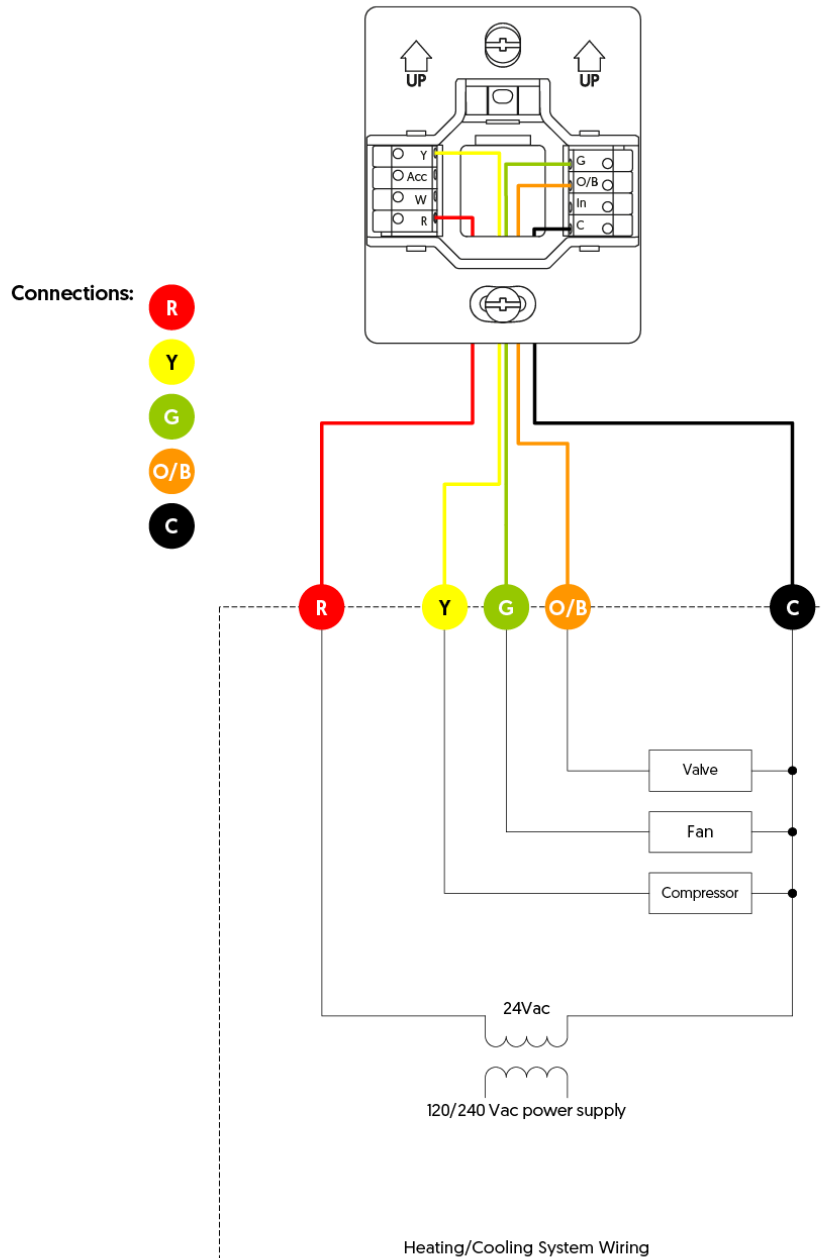 UP
UP
Y
Acc
W
R
G
O/B
In
C
Connections:
R
Y
G
O/B
C
R
Y
G
O/B
C
Valve
Fan
Compressor
24Vac
120/240 Vac power supply
Heating/Cooling System Wiring